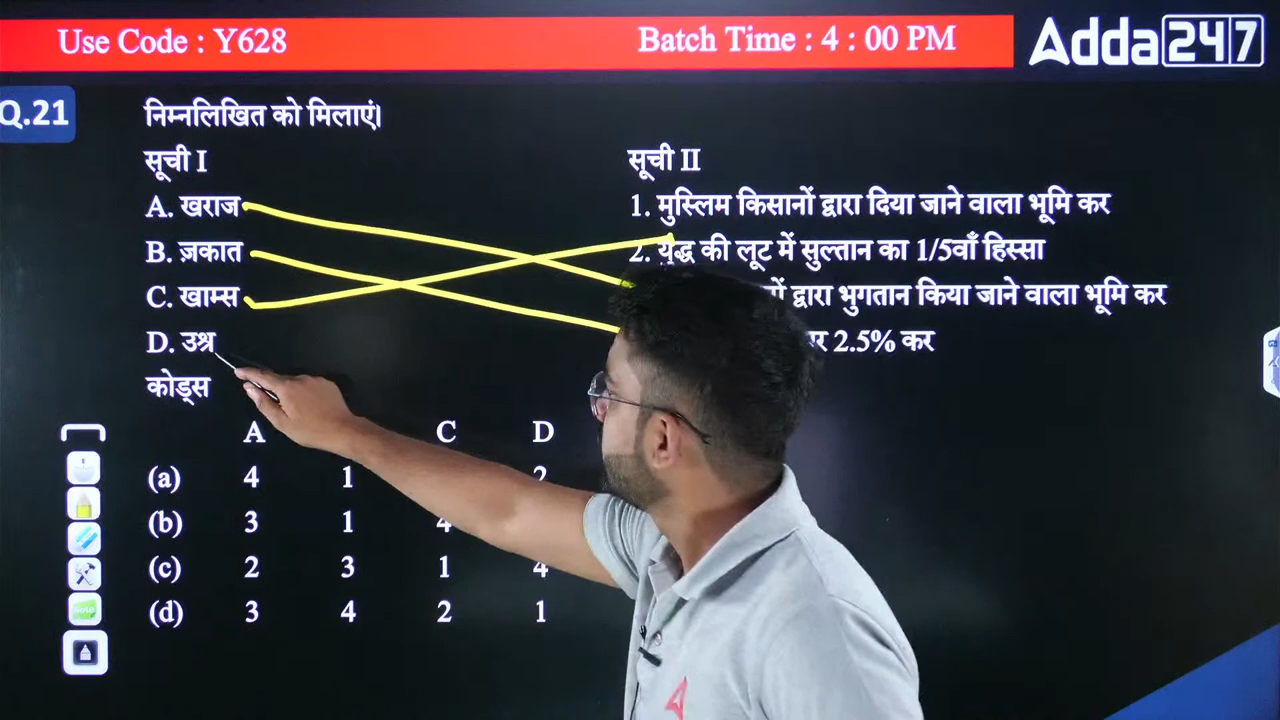 Use Code : Y628
Batch Time : 4 : 00 PM
Adda247
Q.21
निम्नलिखित को मिलाएं।
सूची I
सूची II
A. खराज
1. मुस्लिम किसानों द्वारा दिया जाने वाला भूमि कर
B. ज़कात
2. युद्ध की लूट में सुल्तान का 1/5वाँ हिस्सा
C. खाम्स
द्वारा भुगतान किया जाने वाला भूमि कर
D. उश्र
2.5% कर
कोड्स
A C D
(a) 4 1 2
(b) 3 1 4
(c) 2 3 1 4
(d) 3 4 2 1